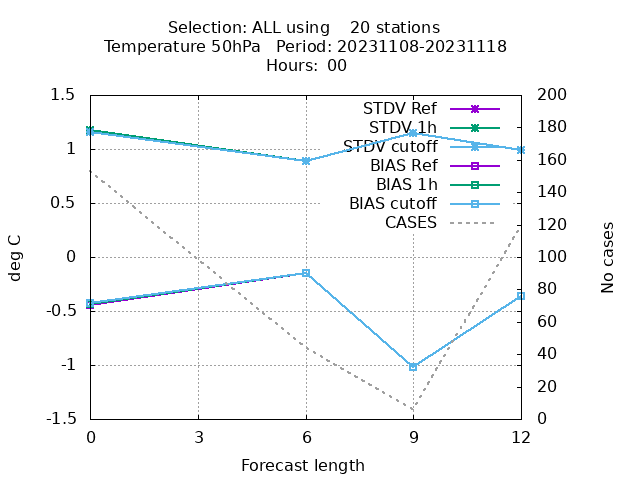 Selection: ALL using    20 stations
Temperature 50hPa   Period: 20231108-20231118
Hours: 00
1.5
1
0.5
0
-0.5
-1
-1.5
deg C
STDV Ref
STDV 1h
STDV cutoff
BIAS Ref
BIAS 1h
BIAS cutoff
CASES
200
180
160
140
120
100
80
60
40
20
0
No cases
0 3 6 9 12
Forecast length